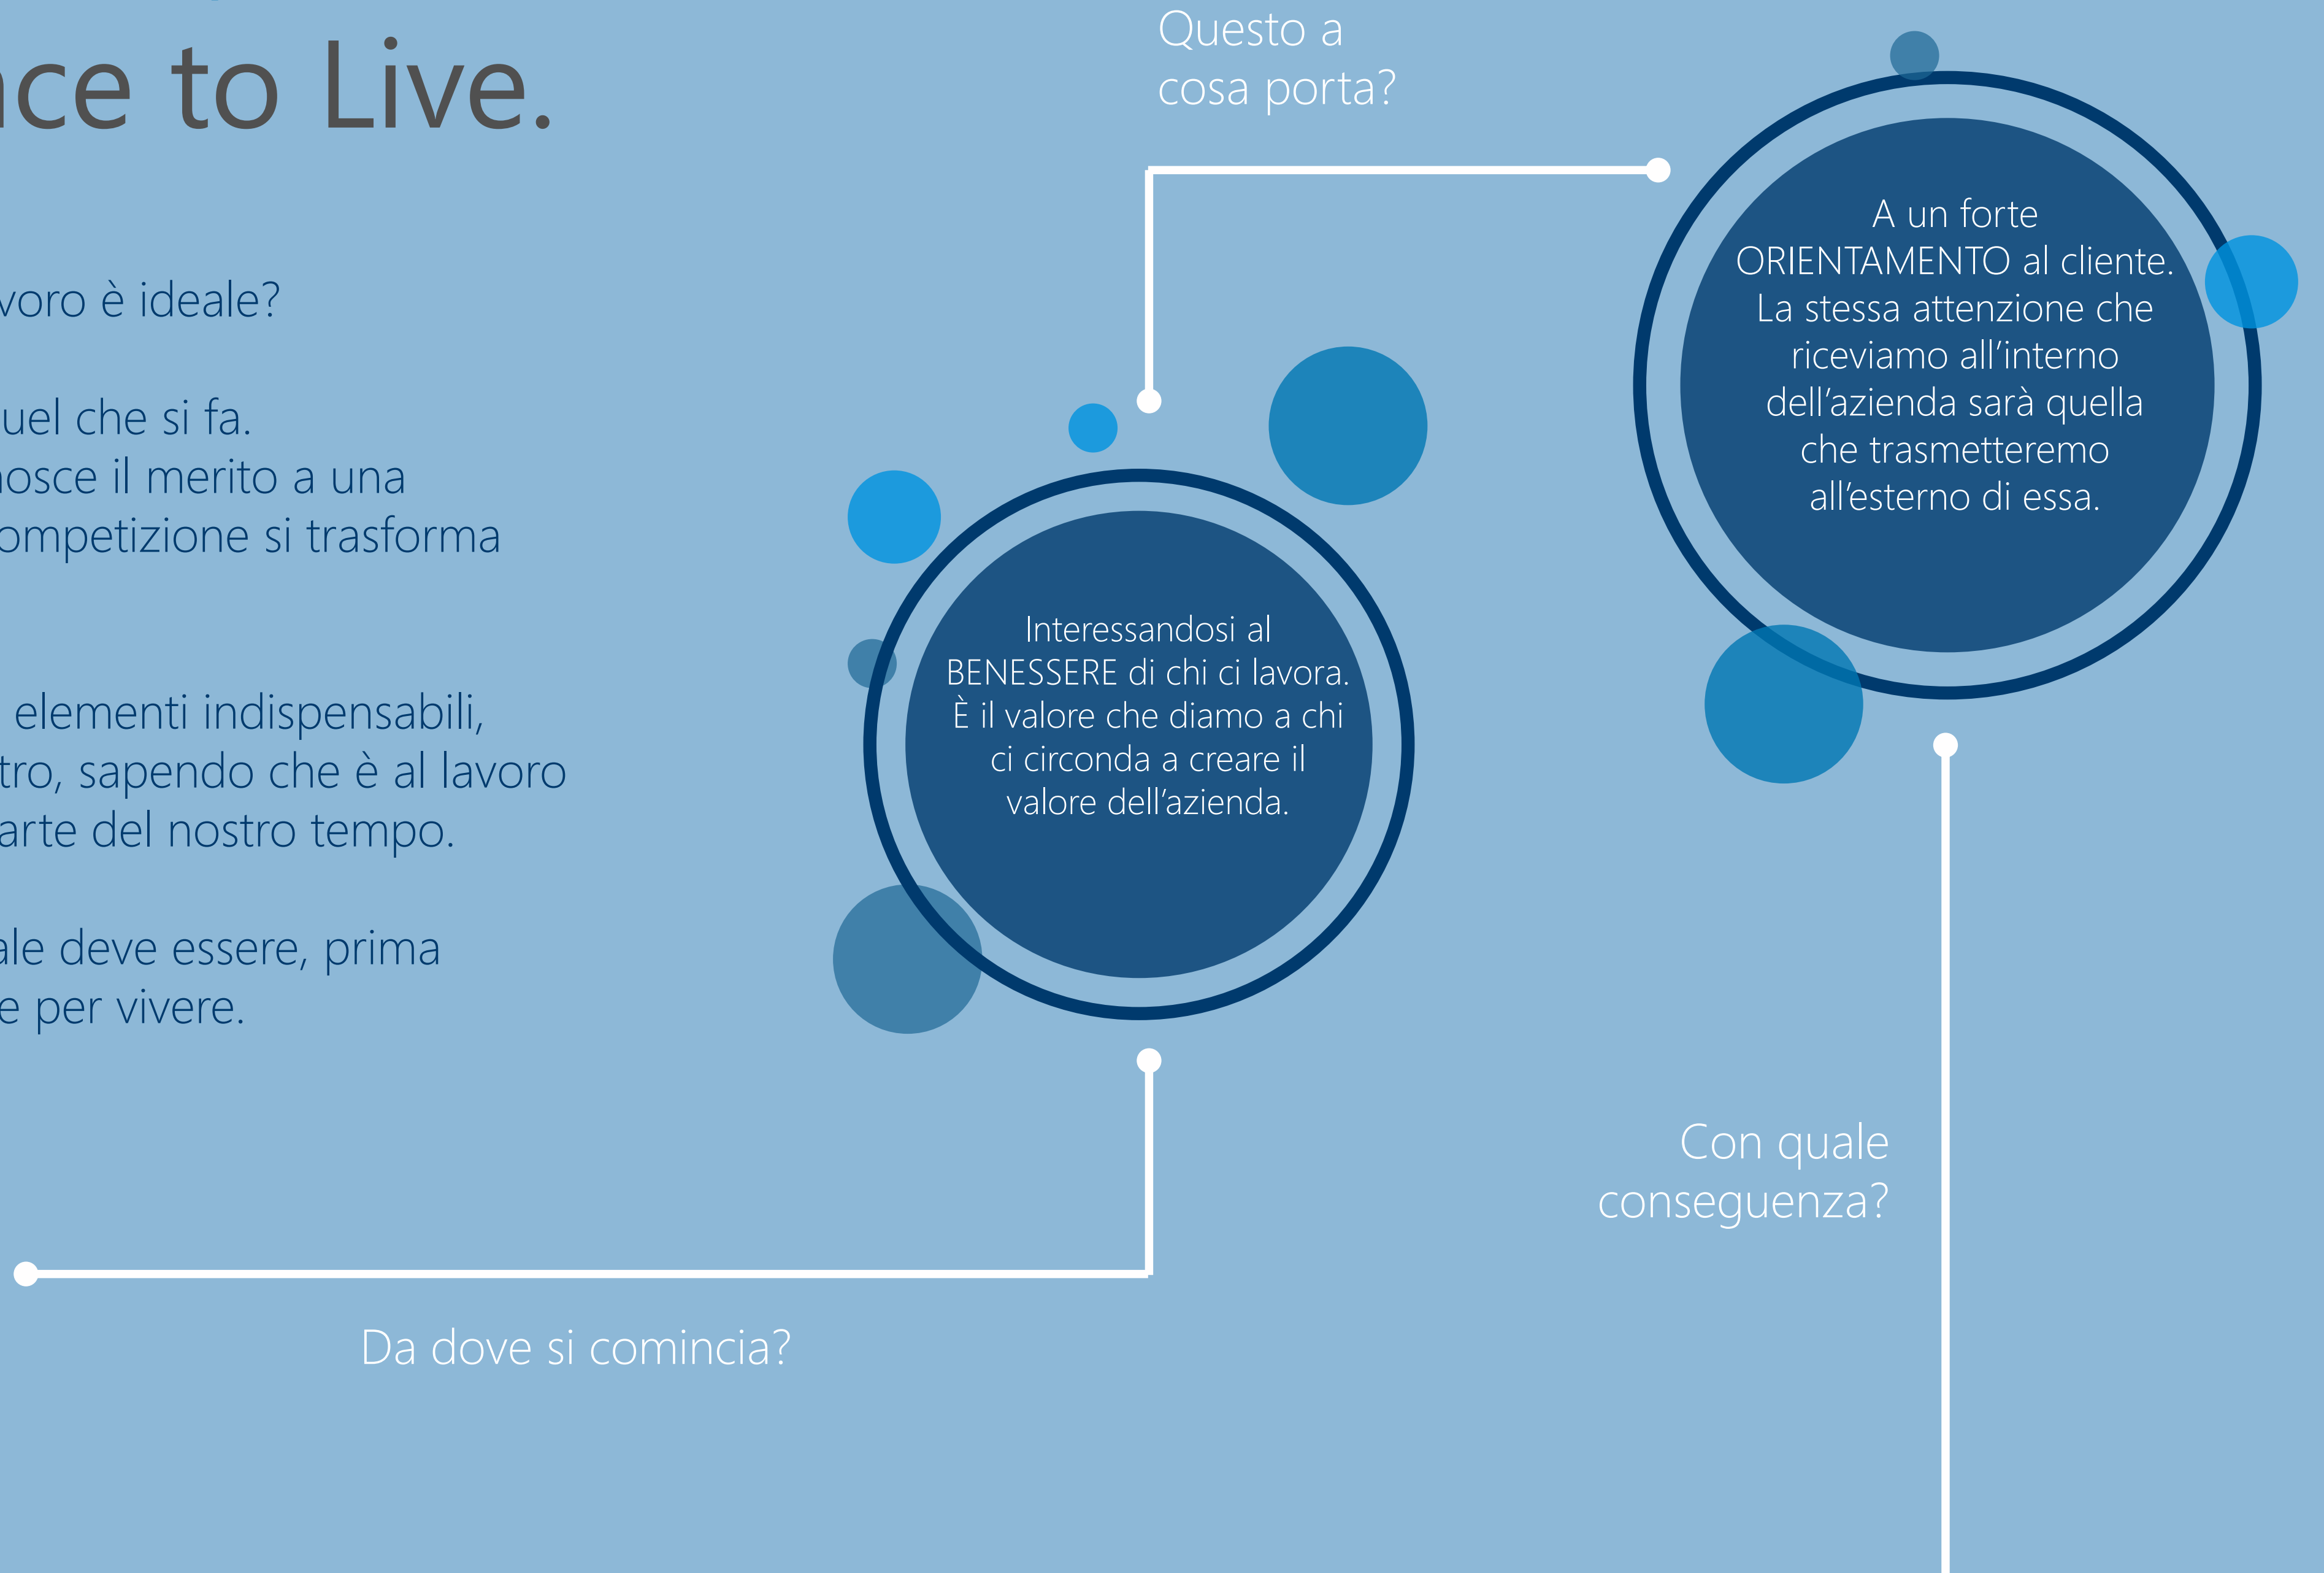 ce to Live.
voro è ideale?
uel che si fa.
nosce il merito a una
ompetizione si trasforma
elementi indispensabili,
tro, sapendo che è al lavoro
arte del nostro tempo.
ale deve essere, prima
e per vivere.
Da dove si comincia?
Interessandosi al
BENESSERE di chi ci lavora.
È il valore che diamo a chi
ci circonda a creare il
valore dell'azienda.
Questo a
cosa porta?
A un forte
ORIENTAMENTO al cliente.
La stessa attenzione che
riceviamo all'interno
dell'azienda sarà quella
che trasmetteremo
all'esterno di essa.
Con quale
conseguenza?